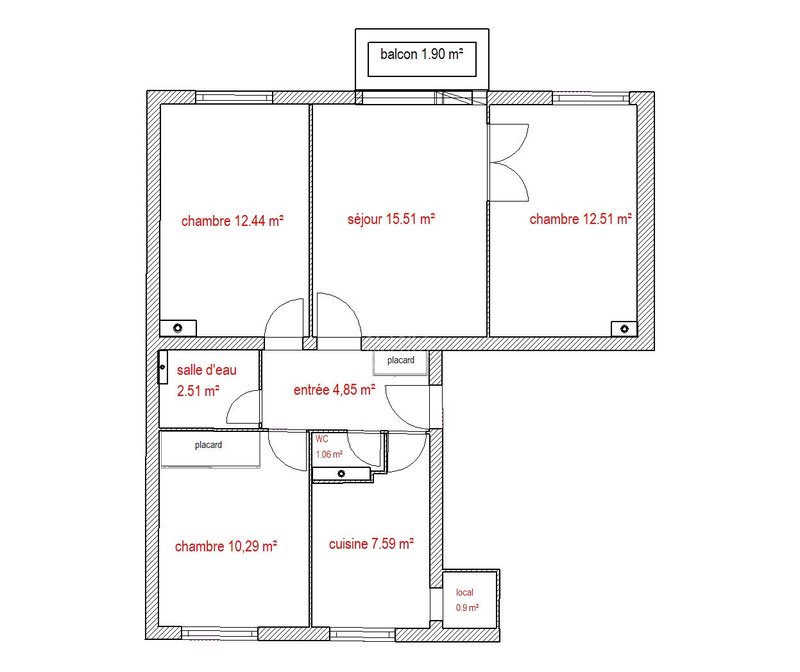 balcon 1.90 m²
chambre 12.44 m²
séjour 15.51 m²
chambre 12.51 m²
placard
salle d'eau
2.51 m²
entrée 4,85 m²
placard
WC
1.06 m²
chambre 10,29 m²
cuisine 7.59 m²
local
0.9 m²